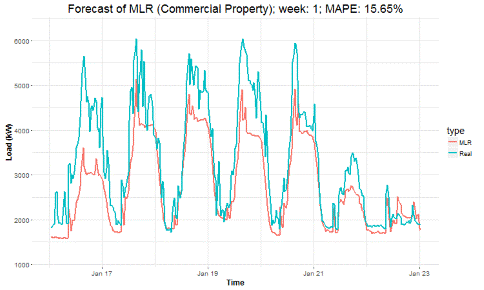 Forecast of MLR (Commercial Property); week: 1; MAPE: 15.65%
6000
5000
4000
3000
2000
1000
Load (kW)
Jan 17
Jan 19
Jan 21
Jan 23
Time
type
MLR
Real